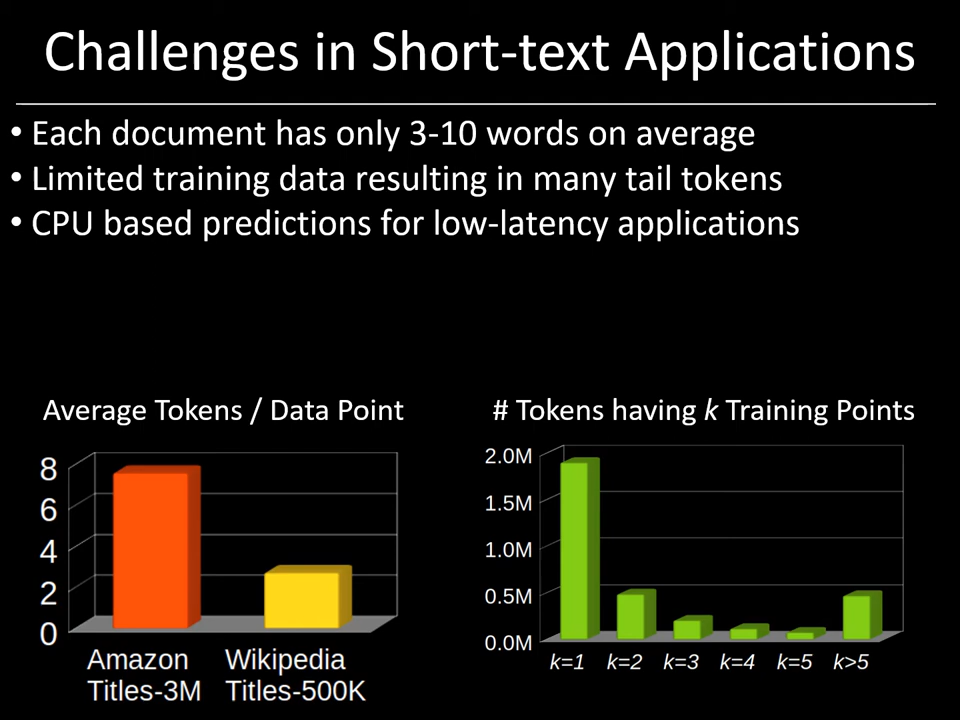 Challenges in Short-text Applications
• Each document has only 3-10 words on average
• Limited training data resulting in many tail tokens
• CPU based predictions for low-latency applications
Average Tokens / Data Point
8
6
4
2
0
Amazon
Titles-3M
Wikipedia
Titles-500K
# Tokens having k Training Points
2.0M
1.5M
1.0M
0.5M
0.0M
k=1 k=2 k=3 k=4 k=5 k>5